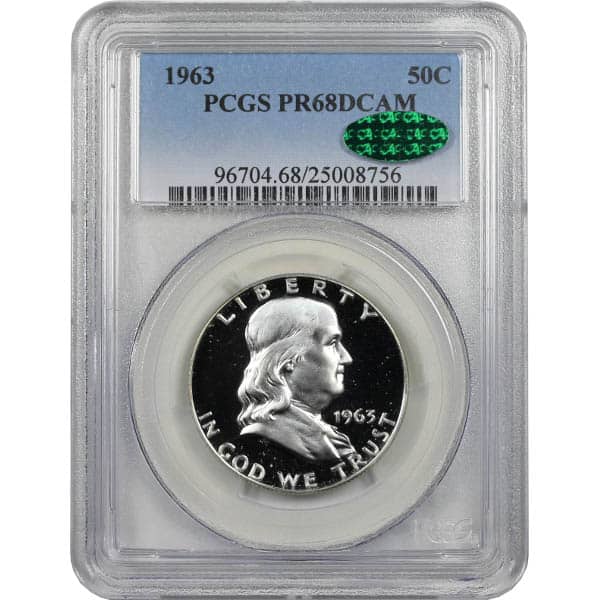 1963 50C
PCGS PR68DCAM
96704.68/25008756
LIBERTY
1963
IN GOD WE TRUST